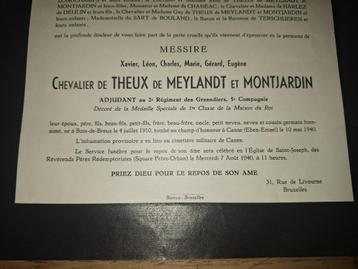 MONTJARDIN et leurs filles, Monsieur et Madame de CHAHÉAC, le Chevalier et Madame de HARLEZ
de DEULIN et leurs fils; le Chevalier et Madame Guy de THEUX de MEYLANDT et MONTJARDIN et
leurs enfants; Mademoiselle du SART de BOULAND; le Baron et la Baronne de TERSCHUEREN et
leurs enfants,
ont la profonde douleur de vous faire part de la perte cruelle qu'ils viennent d'éprouver en la personne de
MESSIRE
Xavier, Léon, Charles, Marie, Gérard, Eugène
CHEVALIER DE THEUX DE MEYLANDT ET MONTJARDIN
ADJUDANT au 2e Régiment des Grenadiers, 5e Compagnie
Décoré de la Médaille Spéciale de 1re Classe de la Maison du Roi
leur époux, père, fils, beau-fils, petit-fils, frère, beau-frère, oncle, petit neveu, neveu et cousin germain bien-
aimé, né à Bois-de-Breux le 4 juillet 1910, tombé au champ d'honneur à Canne (Eben-Emael) le 10 mai 1940.
L'inhumation provisoire a eu lieu au cimetière militaire de Canne.
Le Service funèbre pour le repos de son âme sera célébré en l'Église de Saint-Joseph, des
Révérends Pères Rédemptoristes (Square Frère-Orban) le Mercredi 7 Août 1940, à 11 heures.
PRIEZ DIEU POUR LE REPOS DE SON AME
31, Rue de Livourne
Bruxelles